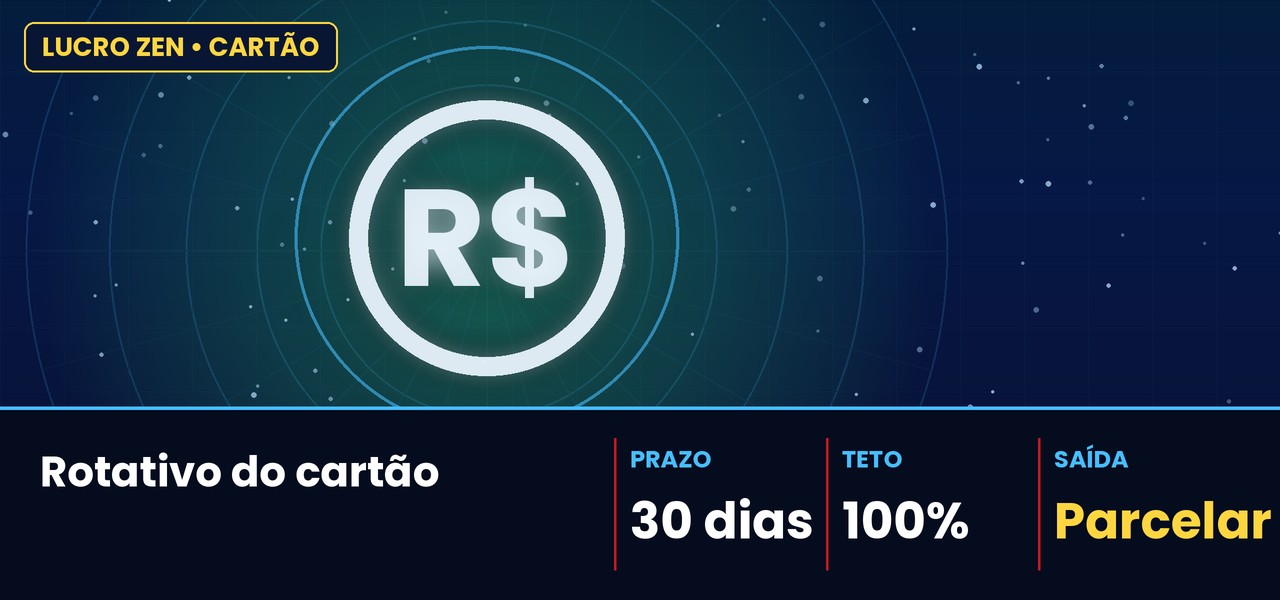 LUCRO ZEN • CARTÃO
R$
Rotativo do cartão
PRAZO
30 dias
TETO
100%
SAÍDA
Parcelar